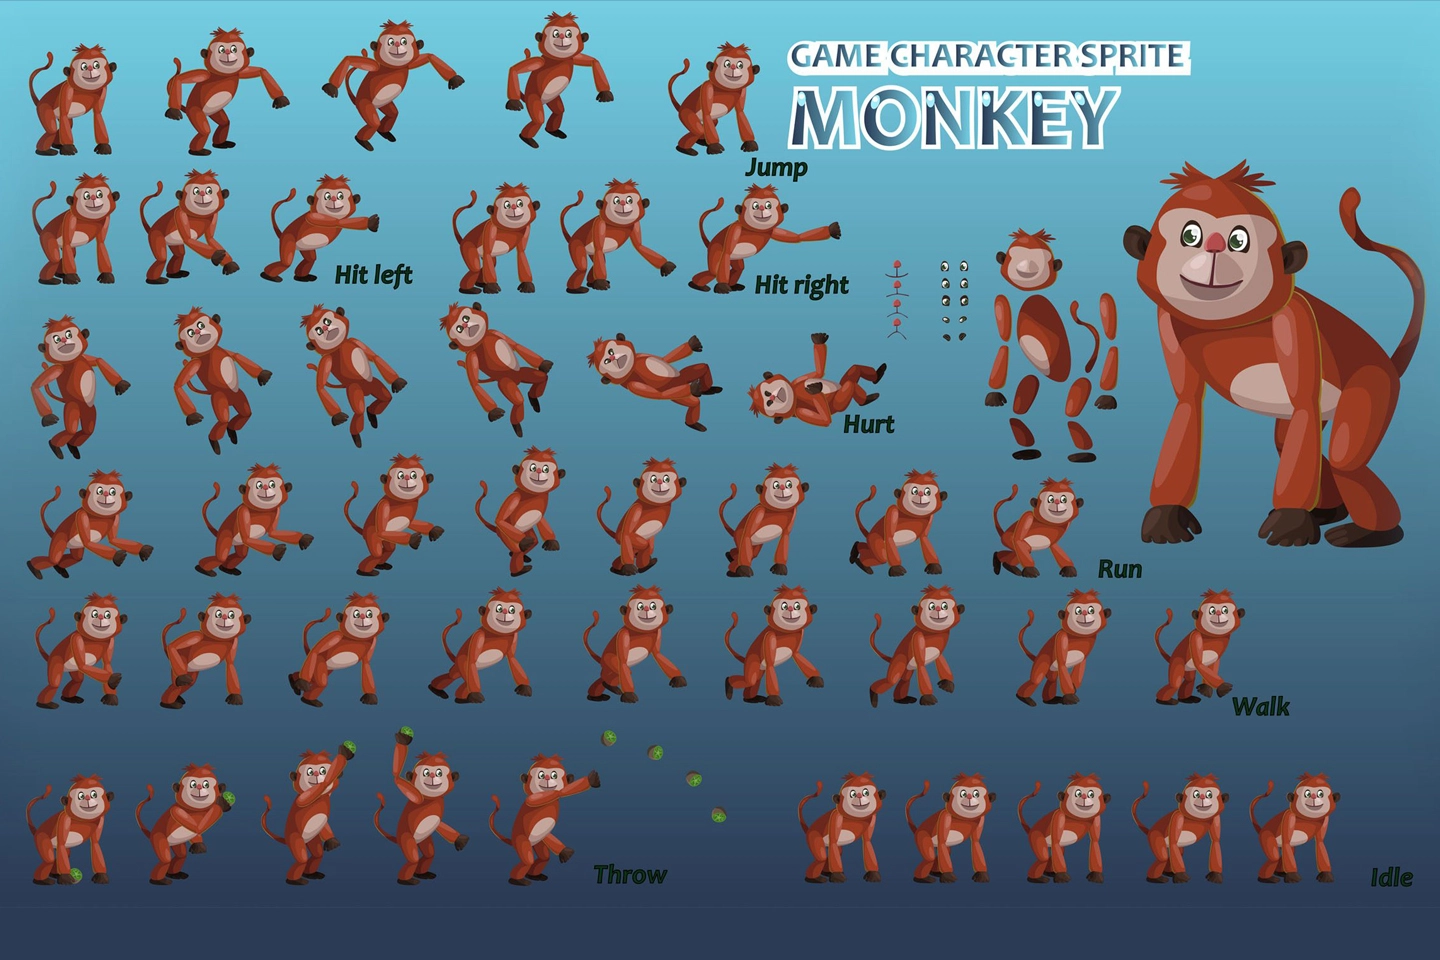 GAME CHARACTER SPRITE
MONKEY
Jump
Hit left
Hit right
Hurt
Run
Walk
Throw
Idle